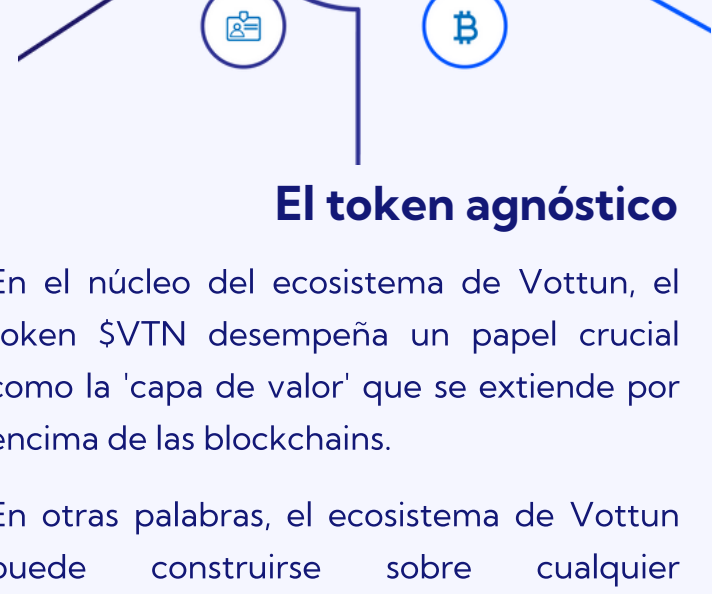 El token agnóstico
En el núcleo del ecosistema de Vottun, el
token $VTN desempeña un papel crucial
como la 'capa de valor' que se extiende por
encima de las blockchains.
En otras palabras, el ecosistema de Vottun
puede construirse sobre cualquier